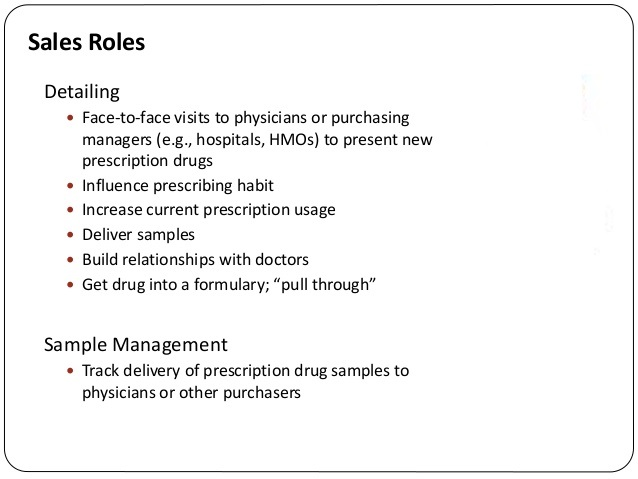 Sales Roles
Detailing
• Face-to-face visits to physicians or purchasing
managers (e.g., hospitals, HMOs) to present new
prescription drugs
• Influence prescribing habit
• Increase current prescription usage
• Deliver samples
• Build relationships with doctors
• Get drug into a formulary; “pull through”
Sample Management
• Track delivery of prescription drug samples to
physicians or other purchasers